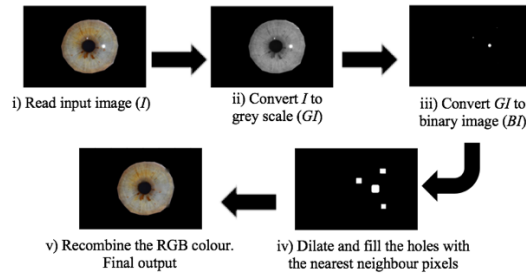 i) Read input image (I)
ii) Convert I to
grey scale (GI)
iii) Convert GI to
binary image (BI)
v) Recombine the RGB colour.
Final output
iv) Dilate and fill the holes with
the nearest neighbour pixels